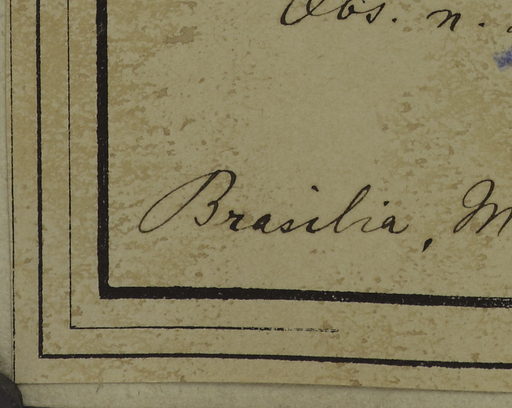 Obs. n.
Brasilia, M